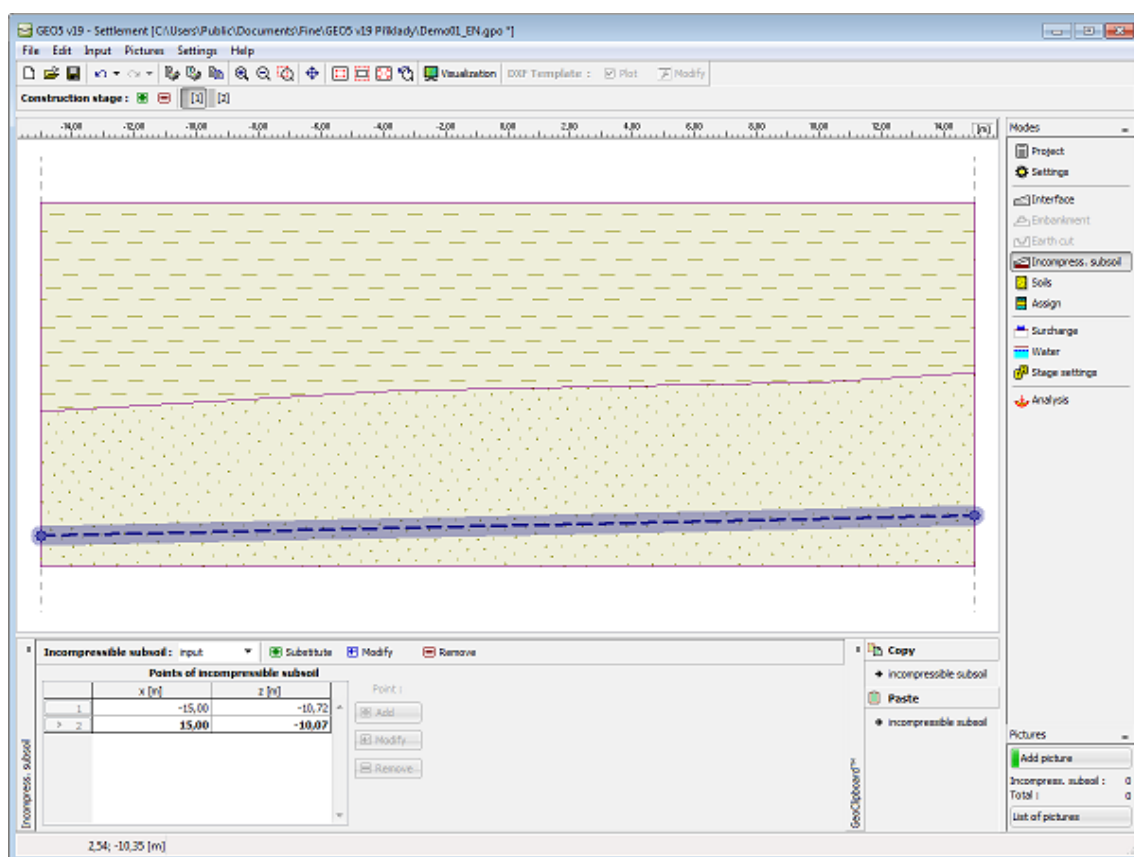 GEO5 v19 - Settlement [C:\Users\Public\Documents\Fine\GEO5 v19 Příklady\Demo01_EN.gpo *]
File Edit Input Pictures Settings Help
Visualization DXF Template : Plot Modify
Construction stage : [1] [2]
-14,00 -12,00 -10,00 -8,00 -6,00 -4,00 -2,00 0,00 2,00 4,00 6,00 8,00 10,00 12,00 14,00 [m]
Modes
Project
Settings
Interface
Embankment
Earth cut
Incompress. subsoil
Soils
Assign
Surcharge
Water
Stage settings
Analysis
Incompress. subsoil
Incompressible subsoil : input Substitute Modify Remove
Points of incompressible subsoil
x [m] z [m]
1 -15,00 -10,72
> 2 15,00 -10,07
Point :
Add
Modify
Remove
GeoClipboard™
Copy
incompressible subsoil
Paste
incompressible subsoil
Pictures
Add picture
Incompress. subsoil : 0
Total : 0
List of pictures
2,54; -10,35 [m]